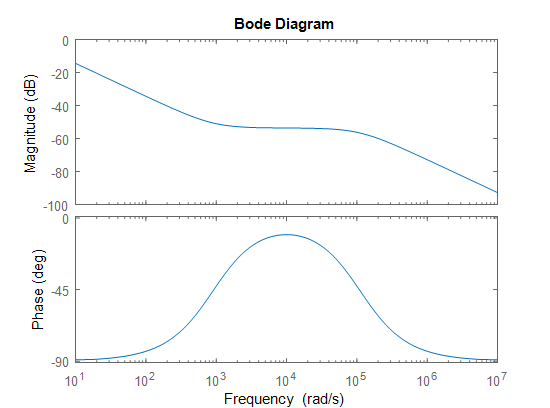 Bode Diagram
Magnitude (dB)
0
-20
-40
-60
-80
-100
Phase (deg)
0
-45
-90
10^1 10^2 10^3 10^4 10^5 10^6 10^7
Frequency (rad/s)